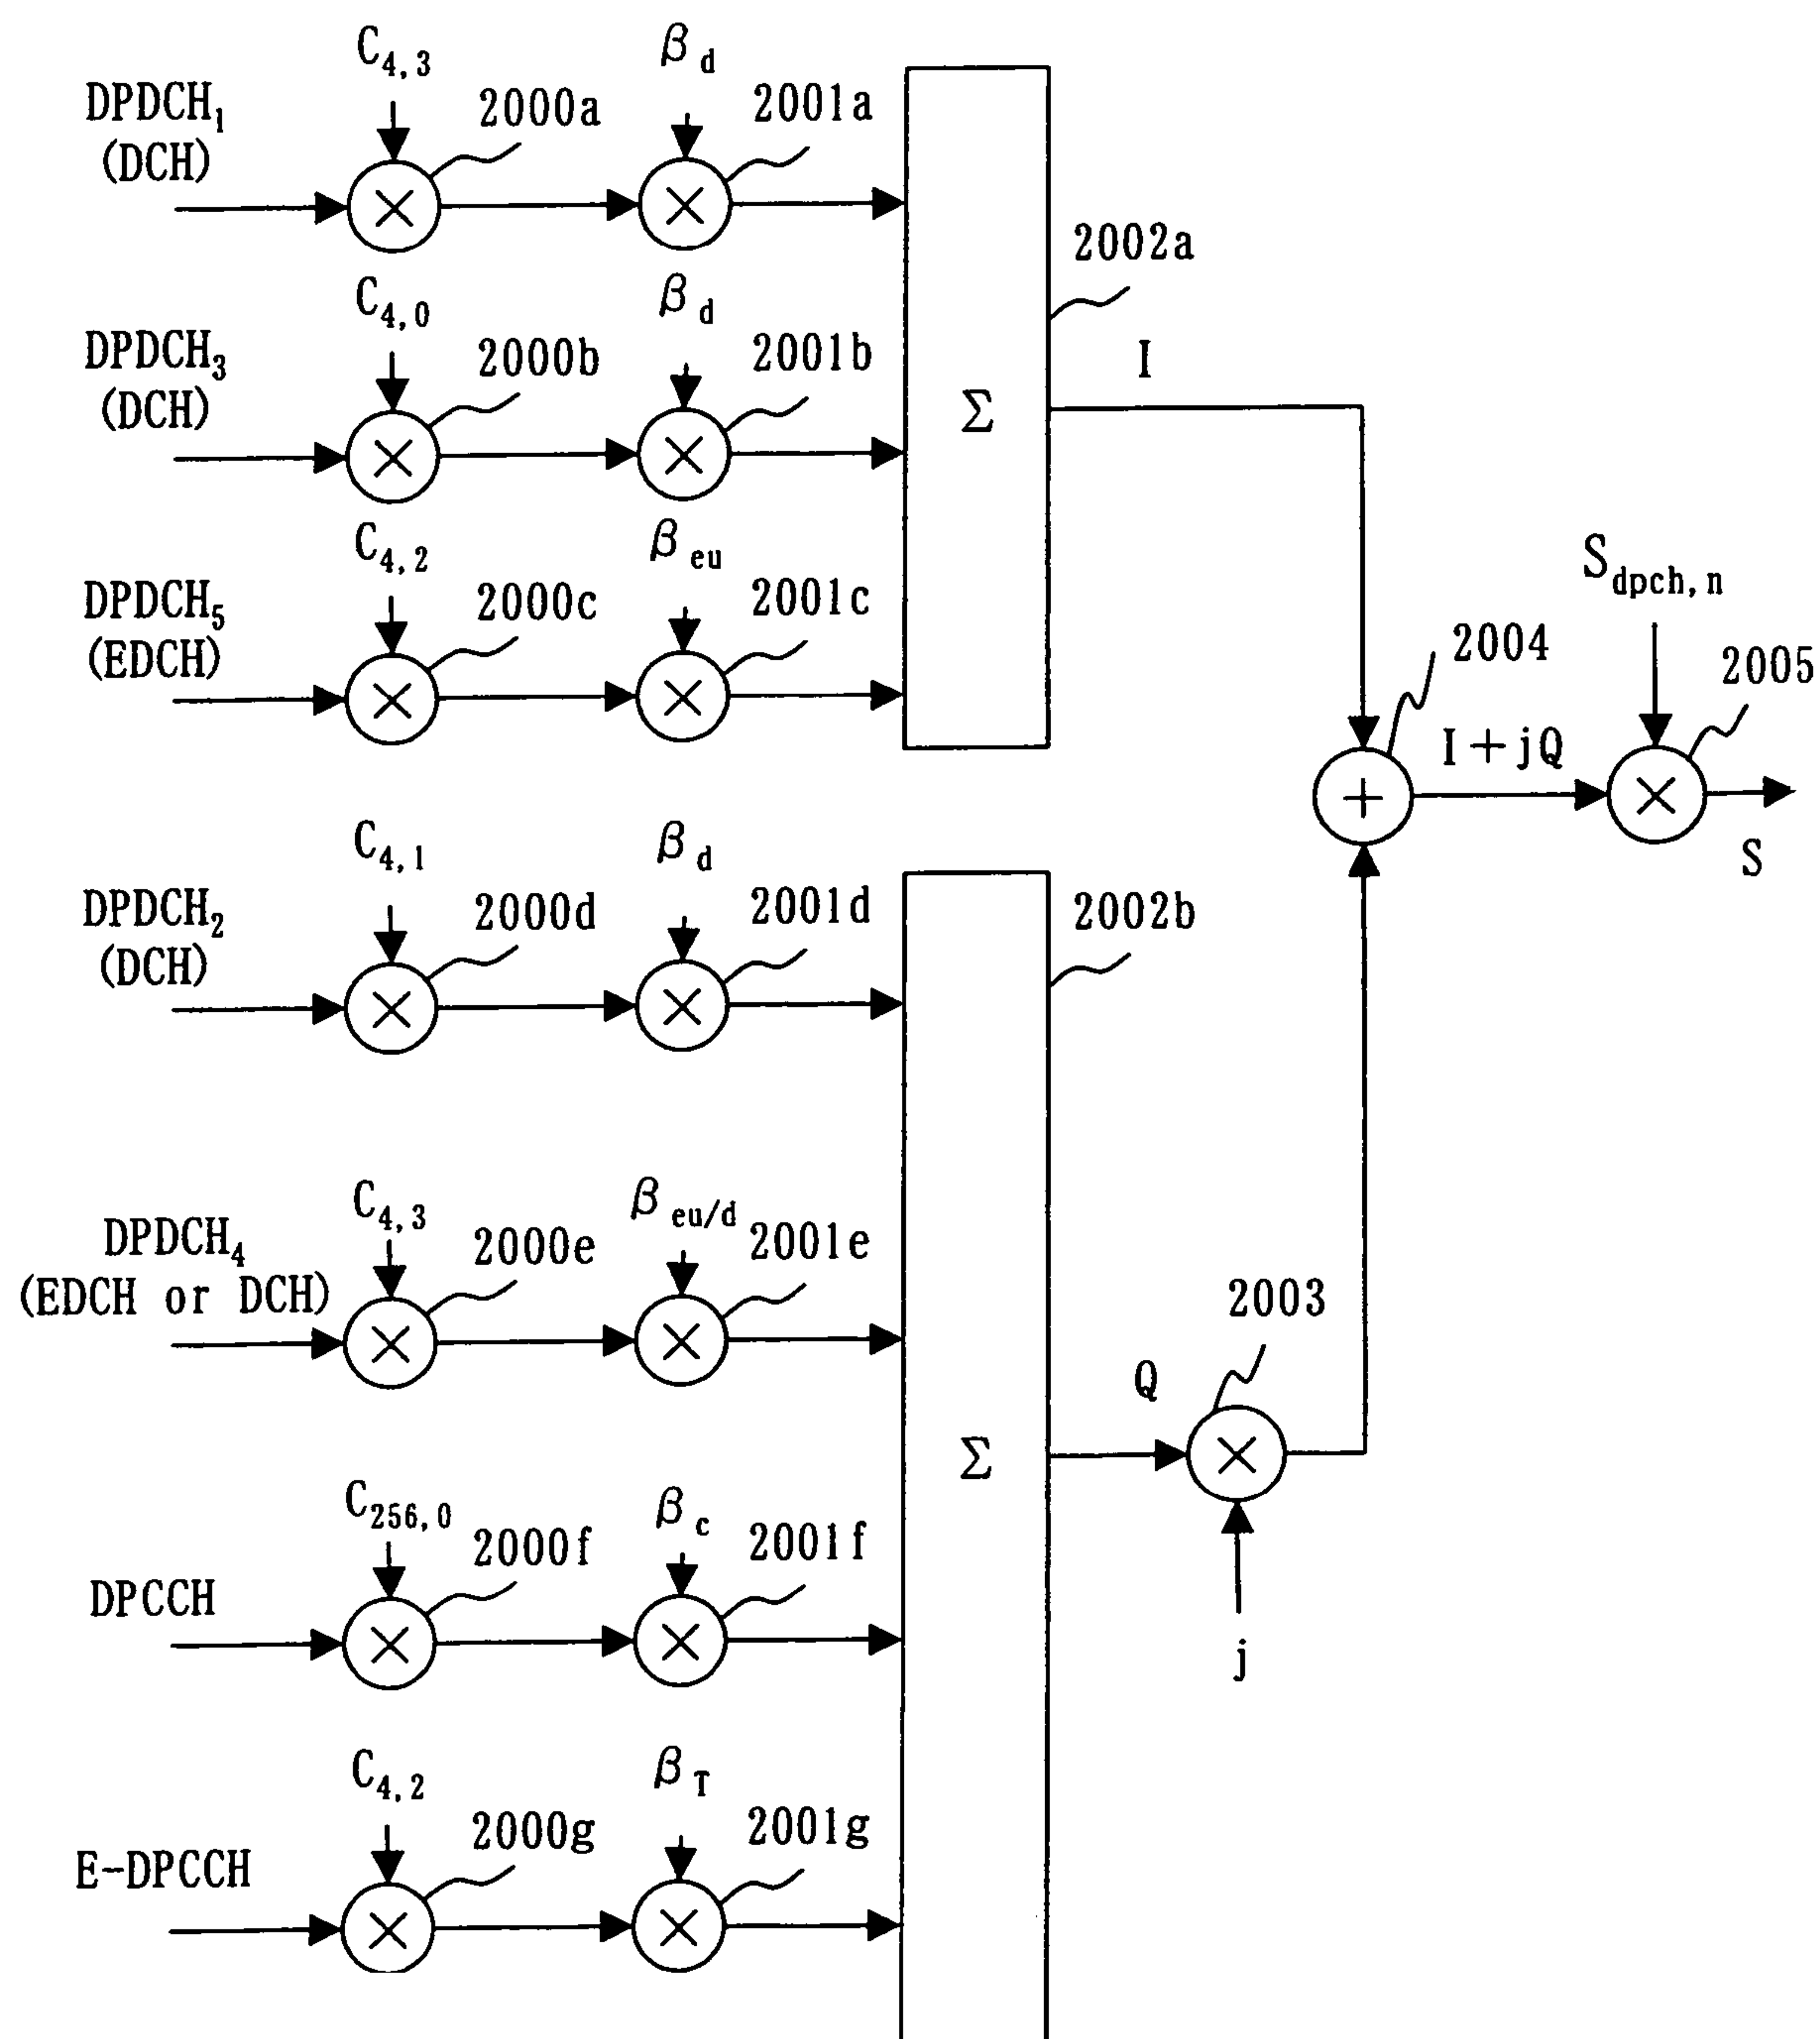 C4,3
βd
DPDCH1
(DCH)
2000a
2001a
2002a
C4,0
βd
DPDCH3
(DCH)
2000b
2001b
Σ
I
C4,2
βeu
DPDCH5
(EDCH)
2000c
2001c
Sdpch,n
2004
2005
I+jQ
S
C4,1
βd
DPDCH2
(DCH)
2000d
2001d
2002b
C4,3
βeu/d
DPDCH4
(EDCH or DCH)
2000e
2001e
2003
Q
Σ
j
C256,0
βc
DPCCH
2000f
2001f
C4,2
βT
E-DPCCH
2000g
2001g